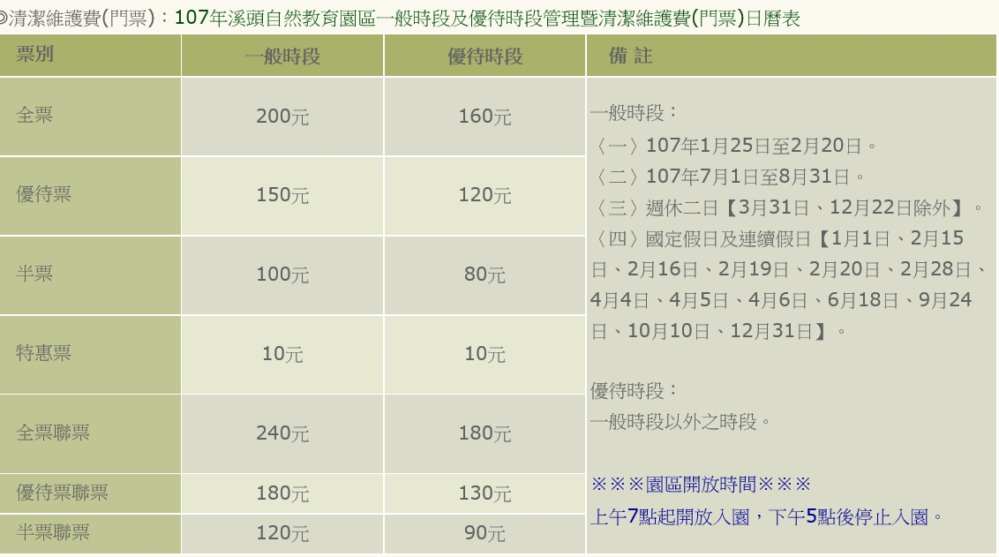 ◎清潔維護費(門票)：107年溪頭自然教育園區一般時段及優待時段管理暨清潔維護費(門票)日曆表
票別 一般時段 優待時段 備 註
全票 200元 160元
優待票 150元 120元
半票 100元 80元
特惠票 10元 10元
全票聯票 240元 180元
優待票聯票 180元 130元
半票聯票 120元 90元
一般時段：
〈一〉107年1月25日至2月20日。
〈二〉107年7月1日至8月31日。
〈三〉週休二日【3月31日、12月22日除外】。
〈四〉國定假日及連續假日【1月1日、2月15
日、2月16日、2月19日、2月20日、2月28日、
4月4日、4月5日、4月6日、6月18日、9月24
日、10月10日、12月31日】。
優待時段：
一般時段以外之時段。
※※※園區開放時間※※※
上午7點起開放入園，下午5點後停止入園。